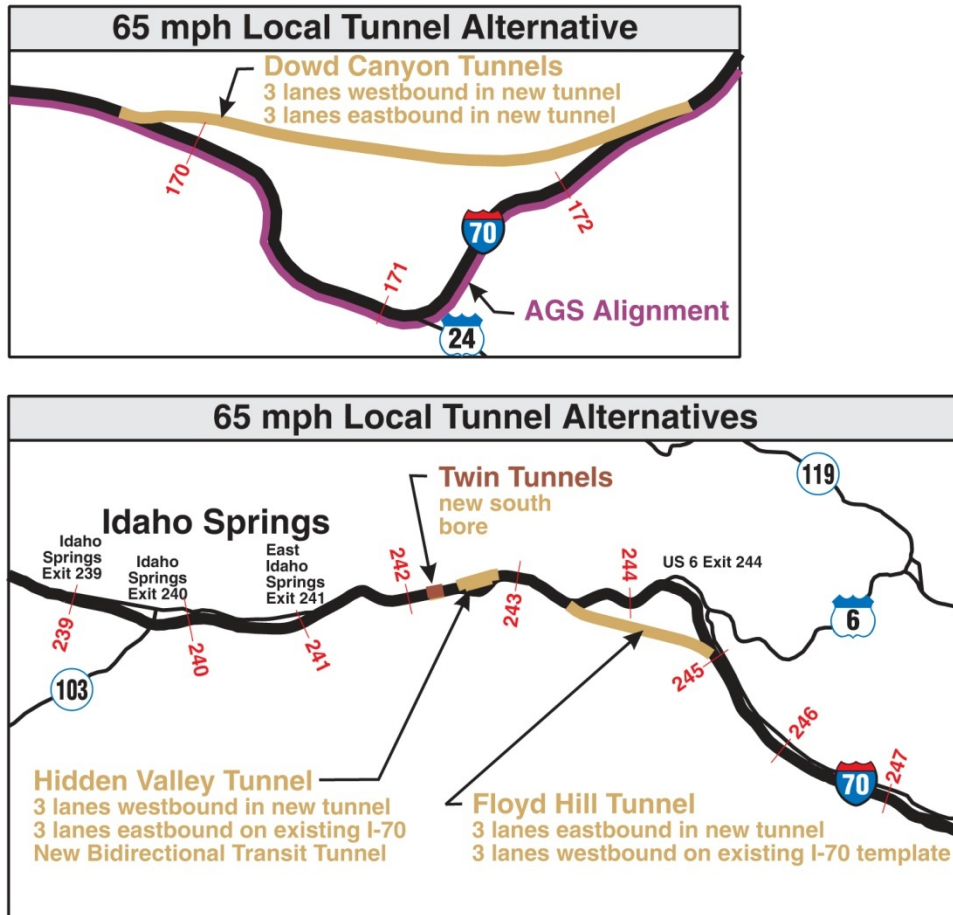 65 mph Local Tunnel Alternative
Dowd Canyon Tunnels
3 lanes westbound in new tunnel
3 lanes eastbound in new tunnel
170
172
70
171
AGS Alignment
24
65 mph Local Tunnel Alternatives
Twin Tunnels
new south
bore
119
Idaho Springs
Idaho
Springs
Exit 239
Idaho
Springs
Exit 240
East
Idaho
Springs
Exit 241
242
243
244
US 6 Exit 244
6
239
240
241
245
103
246
70
247
Hidden Valley Tunnel
3 lanes westbound in new tunnel
3 lanes eastbound on existing I-70
New Bidirectional Transit Tunnel
Floyd Hill Tunnel
3 lanes eastbound in new tunnel
3 lanes westbound on existing I-70 template